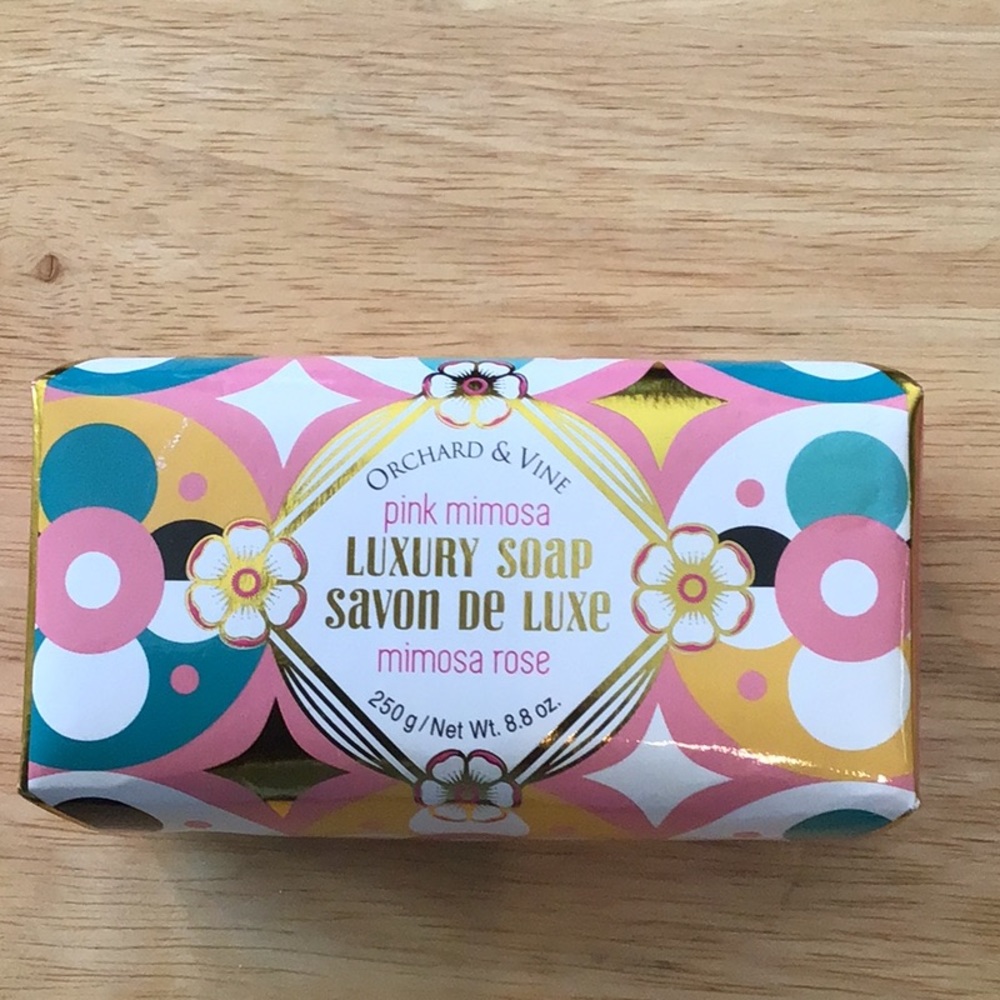 ORCHARD & VINE
pink mimosa
LUXURY SOAP
SAVON DE LUXE
mimosa rose
250 g / Net Wt. 8.8 oz.